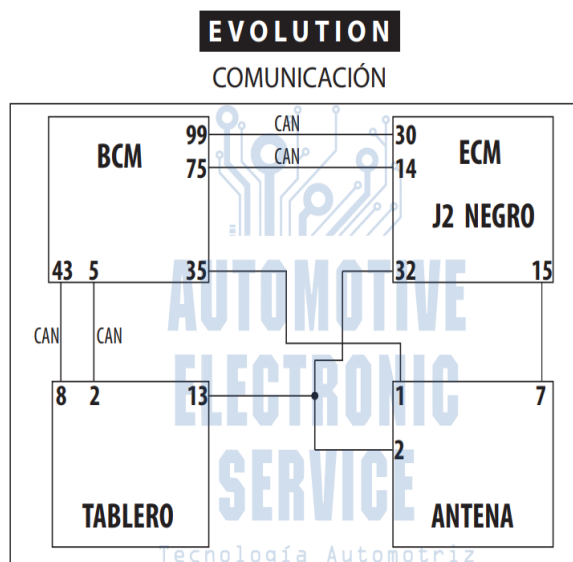 EVOLUTION
COMUNICACIÓN
BCM
99
CAN
30
ECM
75
CAN
14
J2 NEGRO
43
5
35
32
15
CAN
CAN
8
2
13
1
7
2
TABLERO
ANTENA
AUTOMOTIVE
ELECTRONIC
SERVICE
Tecnología Automotriz